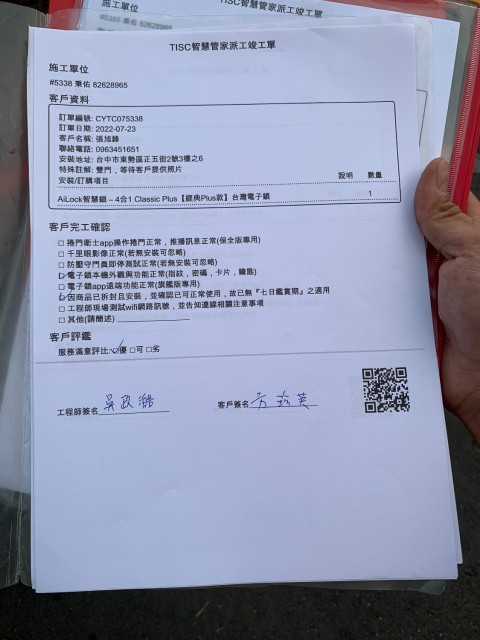 TISC智慧管家派工竣工單
施工單位
#5335 秉佑 82628965
TISC智慧管家派工竣工單
施工單位
#5338 秉佑 82628965
客戶資料
訂單編號: CYTC075338
訂單日期: 2022-07-23
客戶名稱: 張旭鋒
聯絡電話: 0963451651
安裝地址: 台中市東勢區正五街2號3樓之6
特殊註解: 雙門，等待客戶提供照片
安裝/訂購項目 說明 數量
AiLock智慧鎖 – 4合1 Classic Plus【經典Plus款】台灣電子鎖 1
客戶完工確認
捲門衛士app操作捲門正常，推播訊息正常(保全版專用)
千里眼影像正常(若無安裝可忽略)
防壓守門員即停測試正常(若無安裝可忽略)
電子鎖本機外觀與功能正常(指紋，密碼，卡片，鑰匙)
電子鎖app遠端功能正常(旗艦版專用)
因商品已拆封且安裝，並確認已可正常使用，故已無『七日鑑賞期』之適用
工程師現場測試wifi網路訊號，並告知連線相關注意事項
其他(請簡述)
客戶評鑑
服務滿意評比: 優 可 劣
工程師簽名 吳政 客戶簽名 方